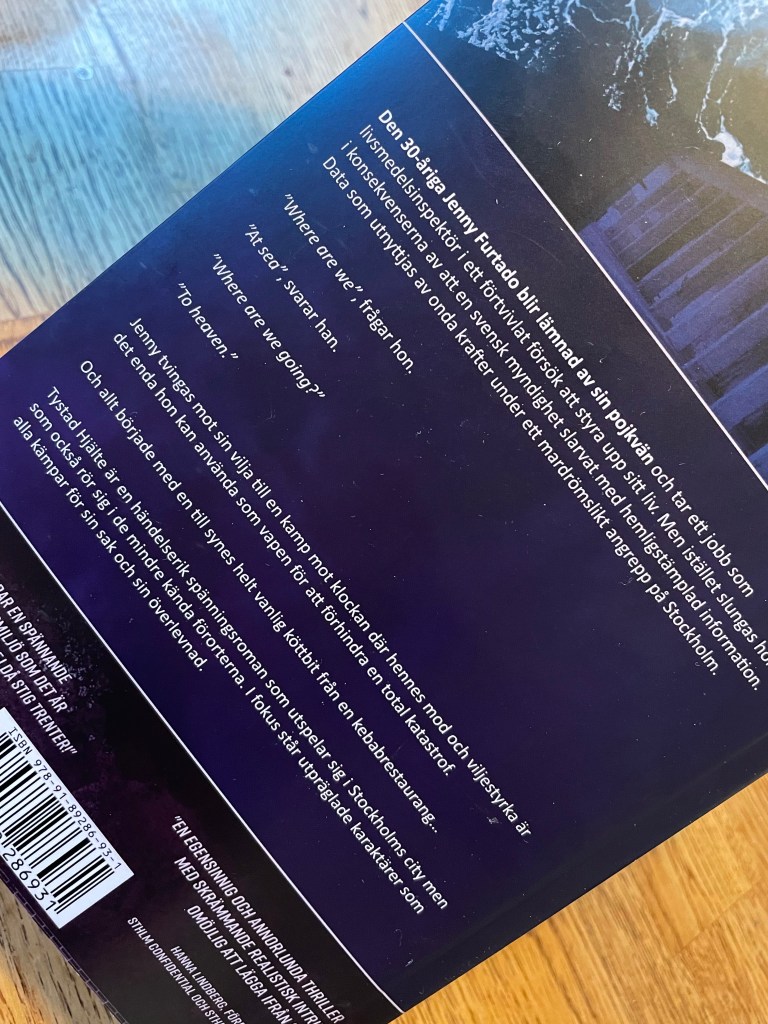 Den 30-åriga Jenny Furtado blir lämnad av sin pojkvän och tar ett jobb som
livsmedelsinspektör i ett förtvivlat försök att styra upp sitt liv. Men istället slungas
i konsekvenserna av att en svensk myndighet slarvat med hemligstämplad information.
Data som utnyttjas av onda krafter under ett mardrömslikt angrepp på Stockholm.
”Where are we”, frågar hon.
”At sea”, svarar han.
”Where are we going?”
”To heaven.”
Jenny tvingas mot sin vilja till en kamp mot klockan där hennes mod och viljestyrka är
det enda hon kan använda som vapen för att förhindra en total katastrof.
Och allt började med en till synes helt vanlig köttbit från en kebabrestaurang...
Tystad Hjälte är en händelserik spänningsroman som utspelar sig i Stockholms city men
som också rör sig i de mindre kända förorterna. I fokus står utpräglade karaktärer som
alla kämpar för sin sak och sin överlevnad.
EN SPÄNNANDE
MILJÖ SOM DET ÄR
DÅ STIG TRENTER!”
ISBN 978-91-89286-93-1
”EN EGENSINNIG OCH ANNORLUNDA THRILLER
MED SKRÄMMANDE REALISTISK
OMÖJLIG ATT LÄGGA IFRÅN
HANNA LINDBERG,
STHLM CONFIDENTIAL OCH